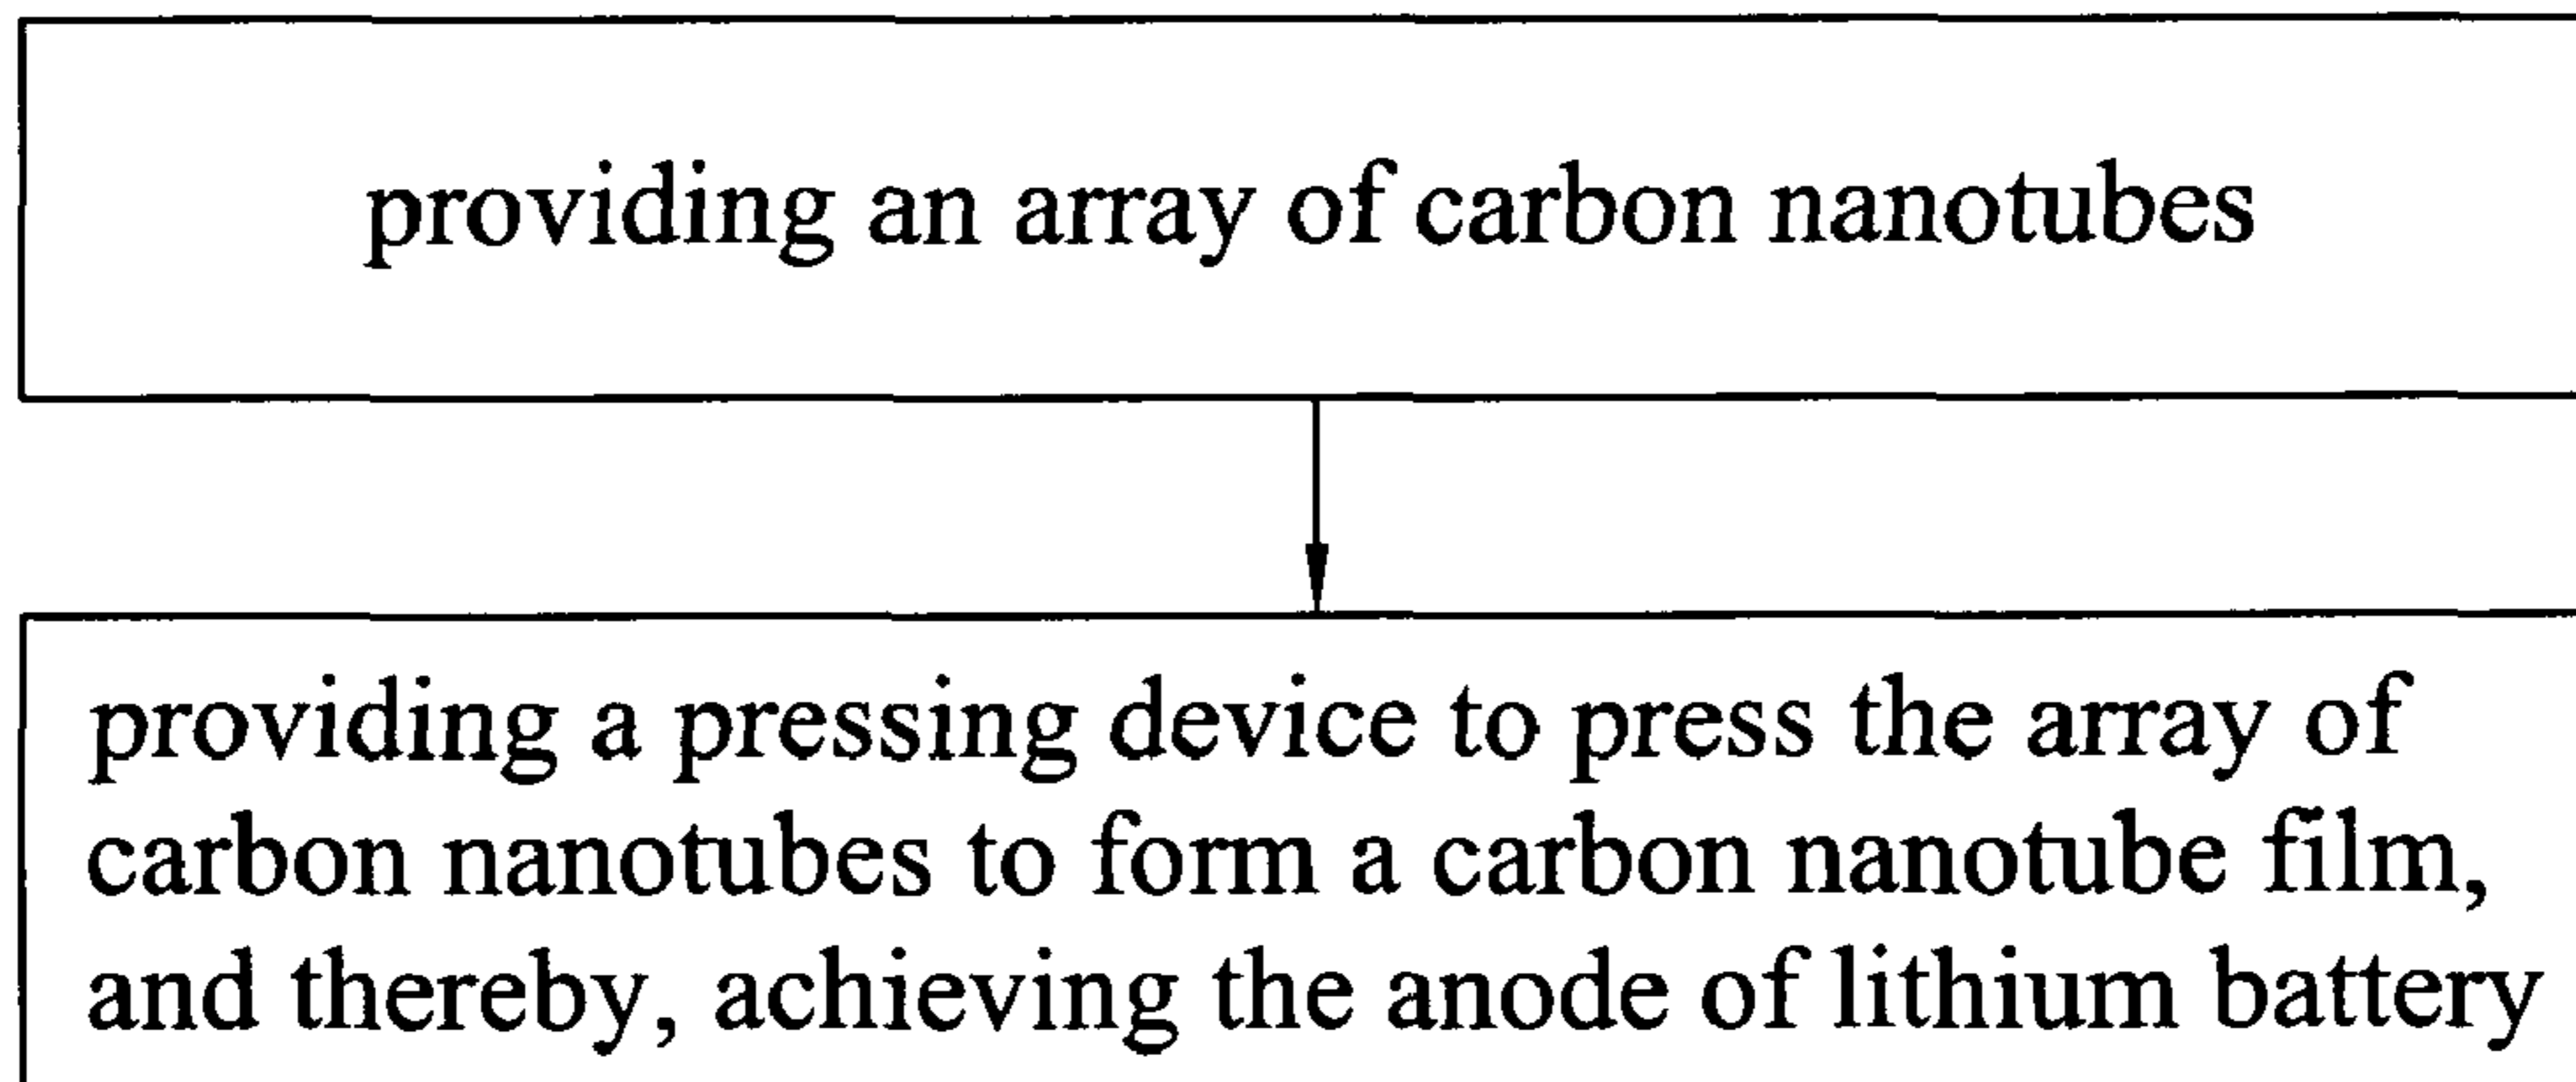 providing an array of carbon nanotubes
providing a pressing device to press the array of
carbon nanotubes to form a carbon nanotube film,
and thereby, achieving the anode of lithium battery